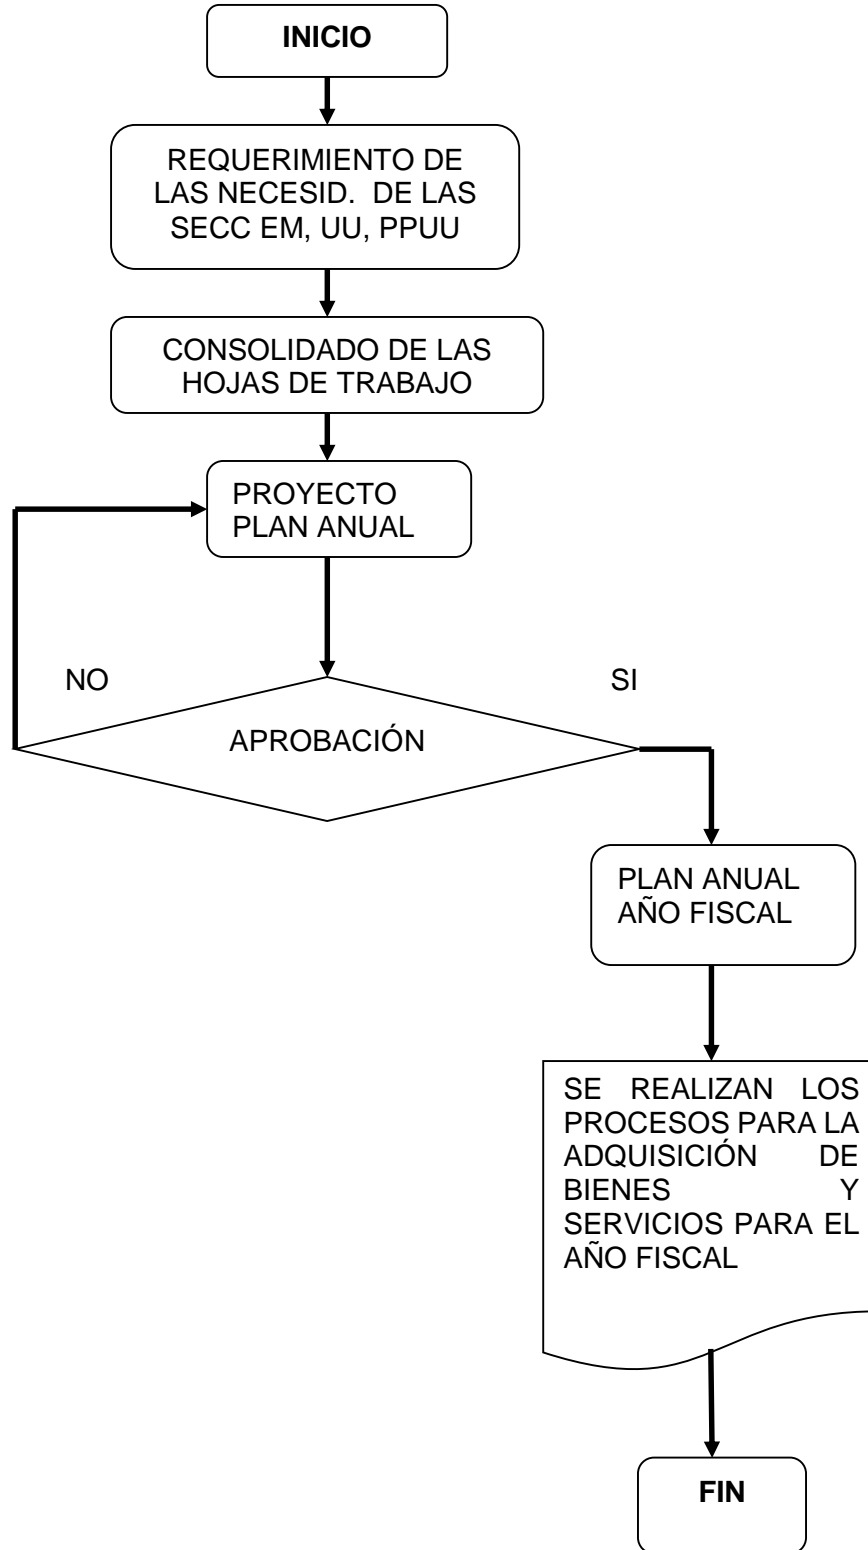 INICIO
REQUERIMIENTO DE
LAS NECESID. DE LAS
SECC EM, UU, PPUU
CONSOLIDADO DE LAS
HOJAS DE TRABAJO
PROYECTO
PLAN ANUAL
NO
SI
APROBACIÓN
PLAN ANUAL
AÑO FISCAL
SE REALIZAN LOS
PROCESOS PARA LA
ADQUISICIÓN DE
BIENES Y
SERVICIOS PARA EL
AÑO FISCAL
FIN